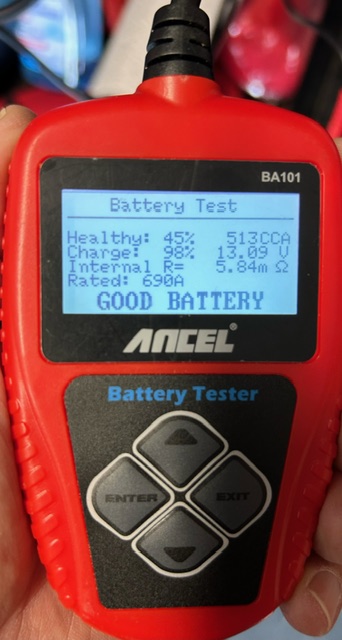 BA101
Battery Test
Healthy: 45% 513CCA
Charge: 98% 13.09 V
Internal R= 5.84m Ω
Rated: 690A
GOOD BATTERY
ANCEL®
Battery Tester
ENTER EXIT